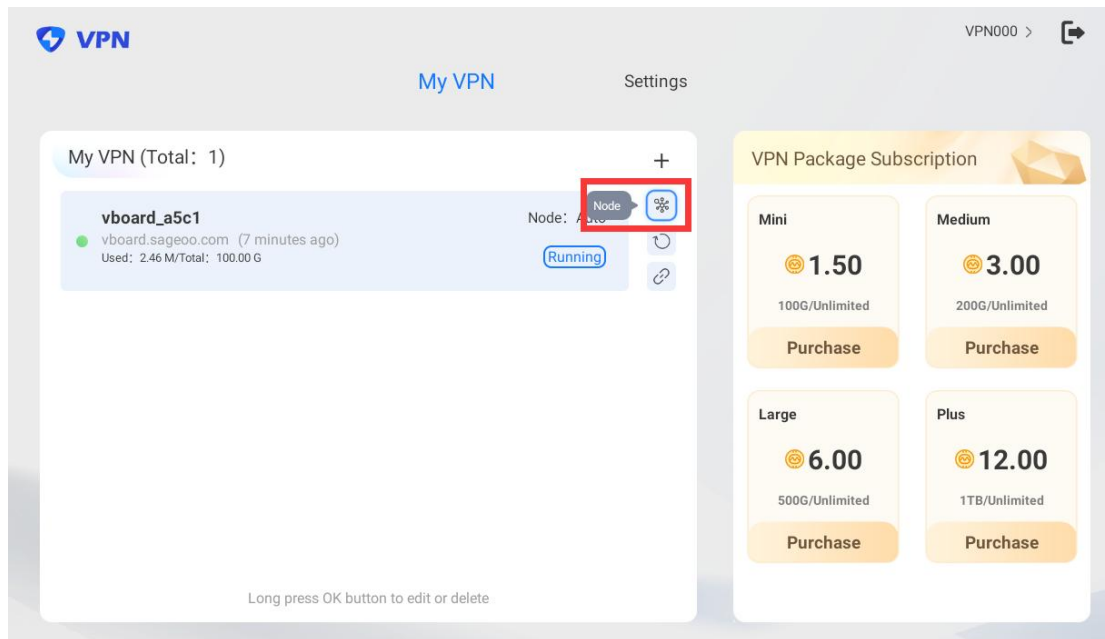 VPN
VPN000 >
My VPN
Settings
My VPN (Total：1)
+
vboard_a5c1
Node：Auto
Node
vboard.sageoo.com (7 minutes ago)
Used：2.46 M/Total：100.00 G
Running
Long press OK button to edit or delete
VPN Package Subscription
Mini
1.50
100G/Unlimited
Purchase
Medium
3.00
200G/Unlimited
Purchase
Large
6.00
500G/Unlimited
Purchase
Plus
12.00
1TB/Unlimited
Purchase